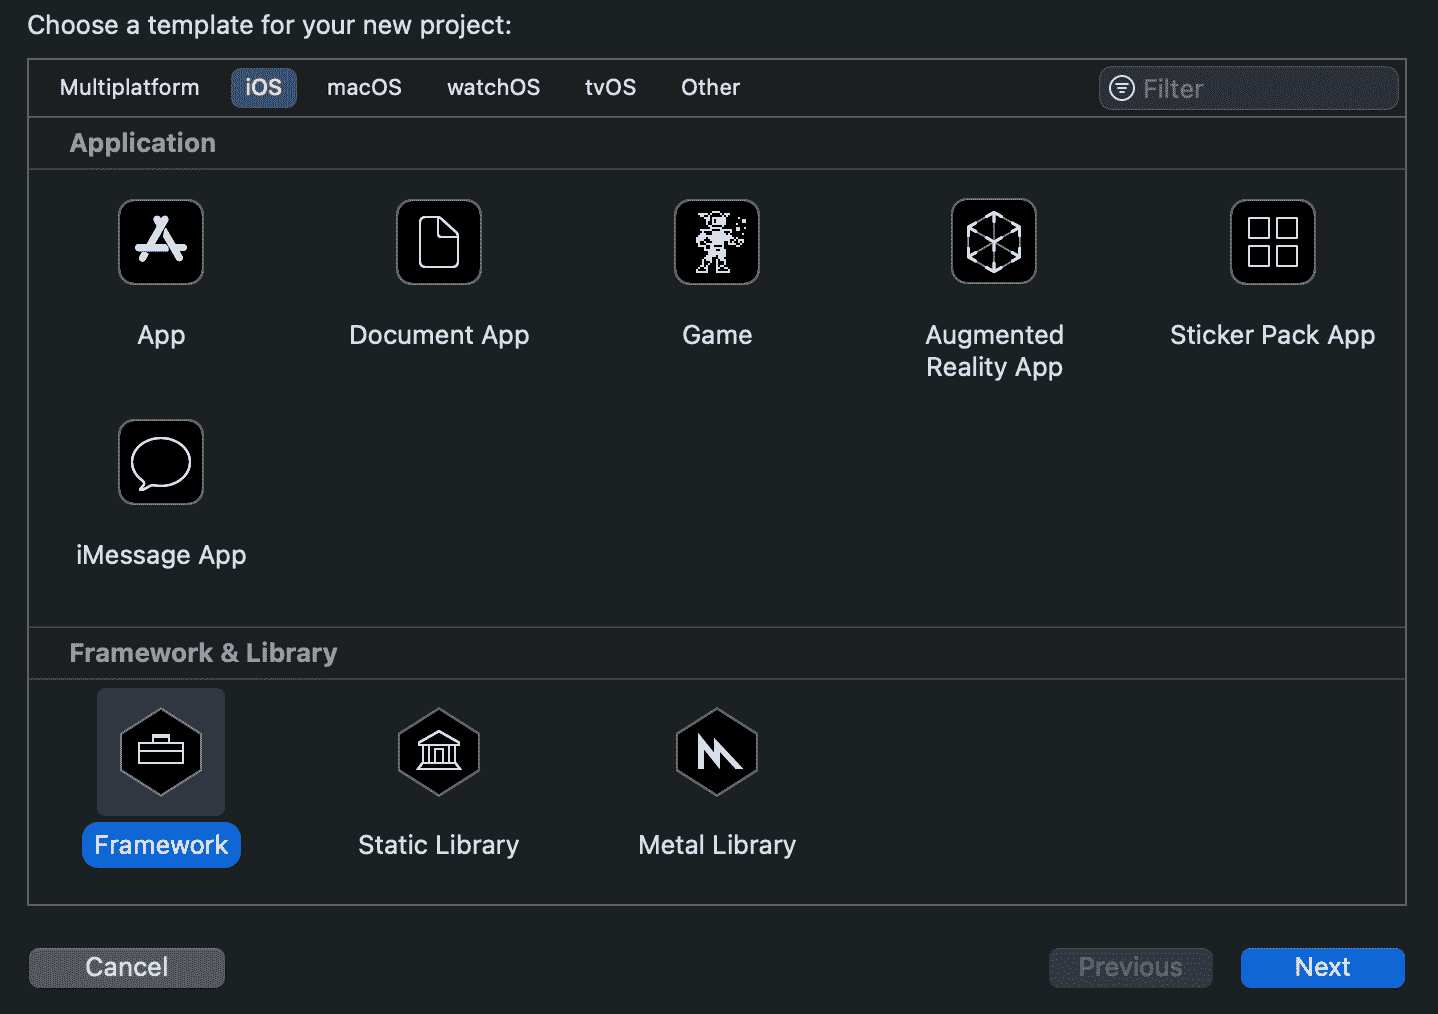 Choose a template for your new project:
Multiplatform iOS macOS watchOS tvOS Other Filter
Application
App Document App Game Augmented Reality App Sticker Pack App
iMessage App
Framework & Library
Framework Static Library Metal Library
Cancel Previous Next